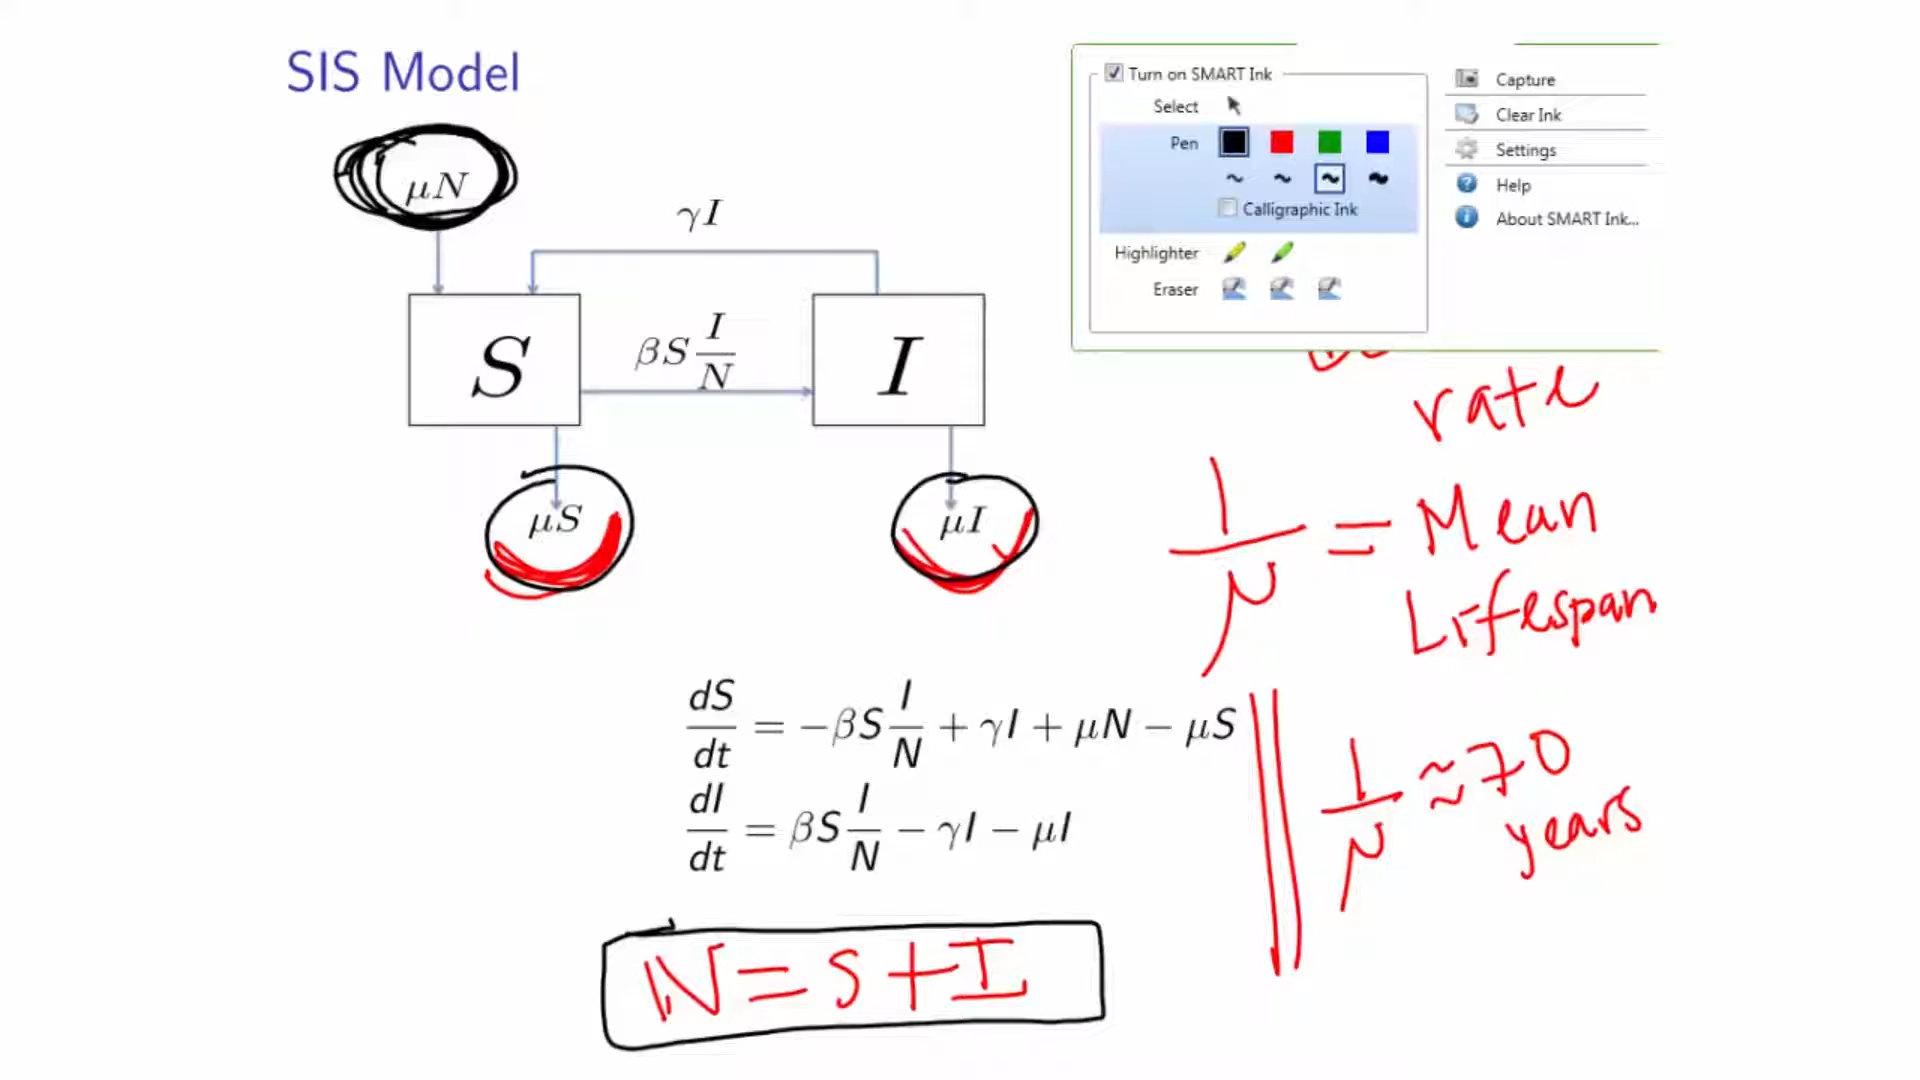 SIS Model
μN
γI
S
βS I/N
I
μS
μI
dS/dt = −βS I/N + γI + μN − μS
dI/dt = βS I/N − γI − μI
N = S + I
Turn on SMART Ink
Select
Pen
Calligraphic Ink
Highlighter
Eraser
Capture
Clear Ink
Settings
Help
About SMART Ink...
rate
1/μ = Mean
Lifespan
1/μ ≈ 70
years